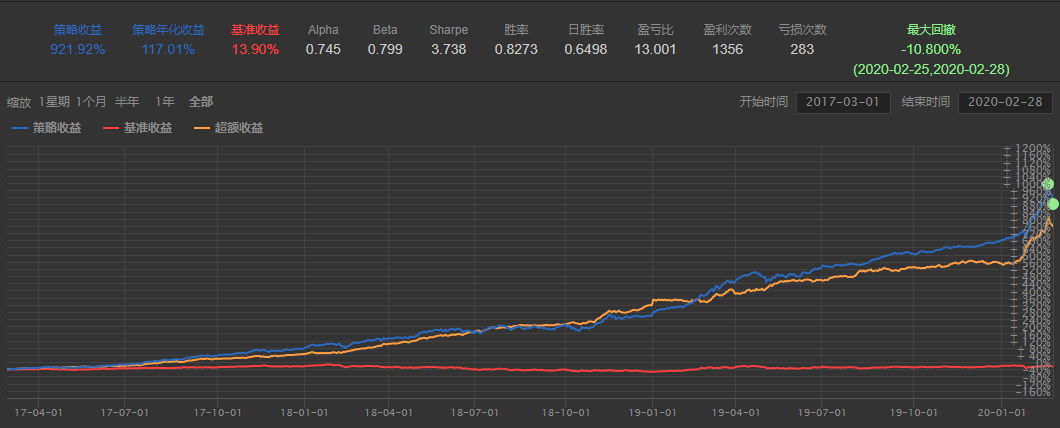 策略收益 策略年化收益 基准收益 Alpha Beta Sharpe 胜率 日胜率 盈亏比 盈利次数 亏损次数 最大回撤
921.92% 117.01% 13.90% 0.745 0.799 3.738 0.8273 0.6498 13.001 1356 283 -10.800%
(2020-02-25,2020-02-28)
缩放 1星期 1个月 半年 1年 全部 开始时间 2017-03-01 结束时间 2020-02-28
策略收益 基准收益 超额收益
1200%
1160%
1120%
1080%
1040%
1000%
17-04-01 17-07-01 17-10-01 18-01-01 18-04-01 18-07-01 18-10-01 19-01-01 19-04-01 19-07-01 19-10-01 20-01-01